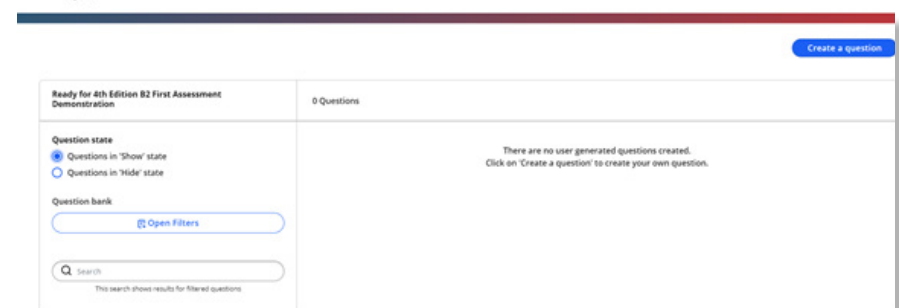 Create a question
Ready for 4th Edition B2 First Assessment
Demonstration
0 Questions
Question state
Questions in 'Show' state
Questions in 'Hide' state
There are no user generated questions created.
Click on 'Create a question' to create your own question.
Question bank
Open Filters
Search
This search shows results for filtered questions